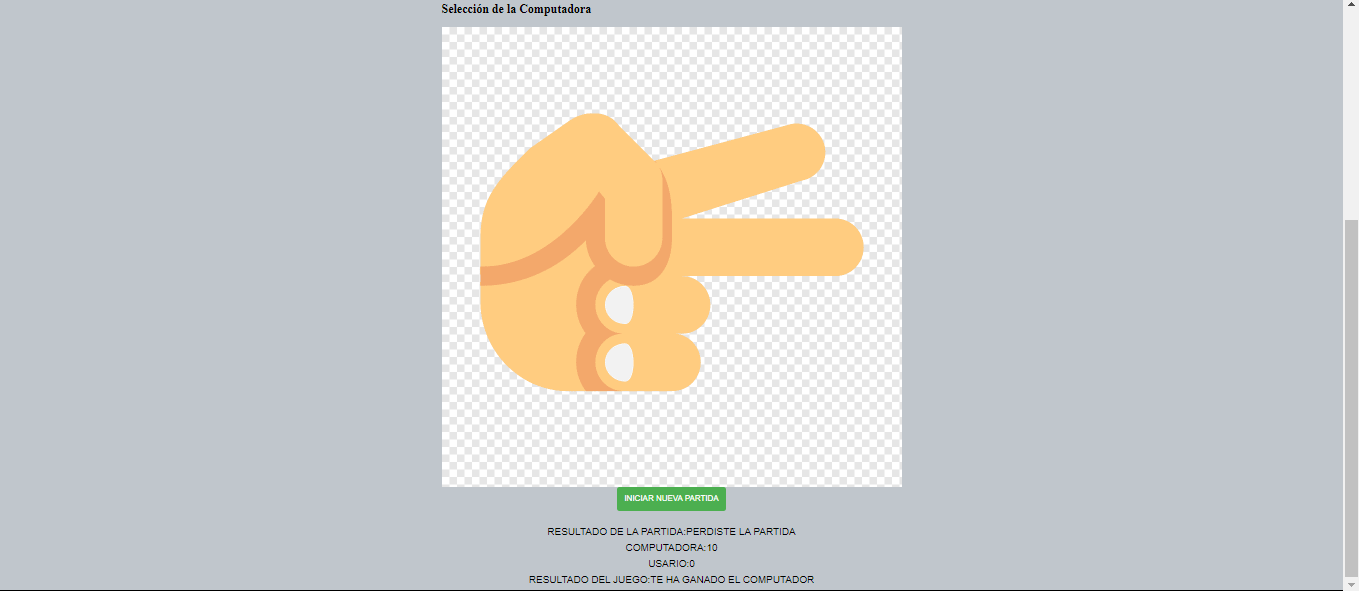 Selección de la Computadora
INICIAR NUEVA PARTIDA
RESULTADO DE LA PARTIDA:PERDISTE LA PARTIDA
COMPUTADORA:10
USARIO:0
RESULTADO DEL JUEGO:TE HA GANADO EL COMPUTADOR